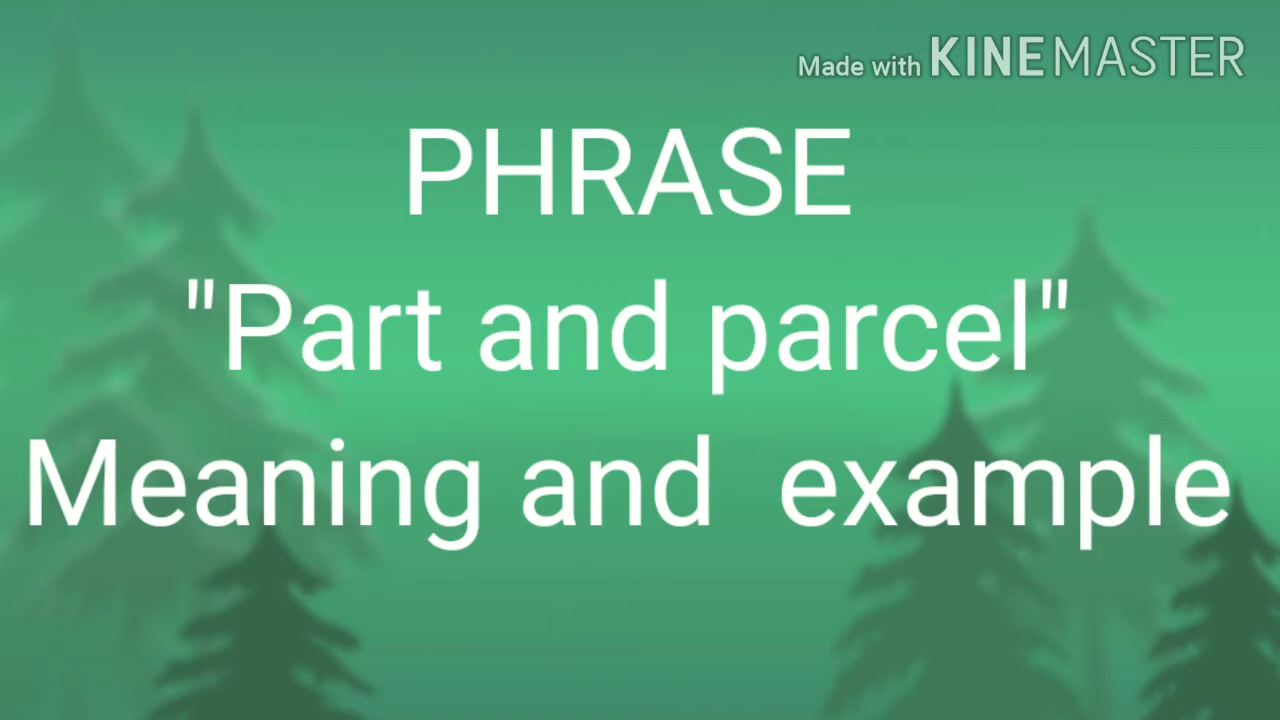 Made with KINEMASTER
PHRASE
"Part and parcel"
Meaning and example